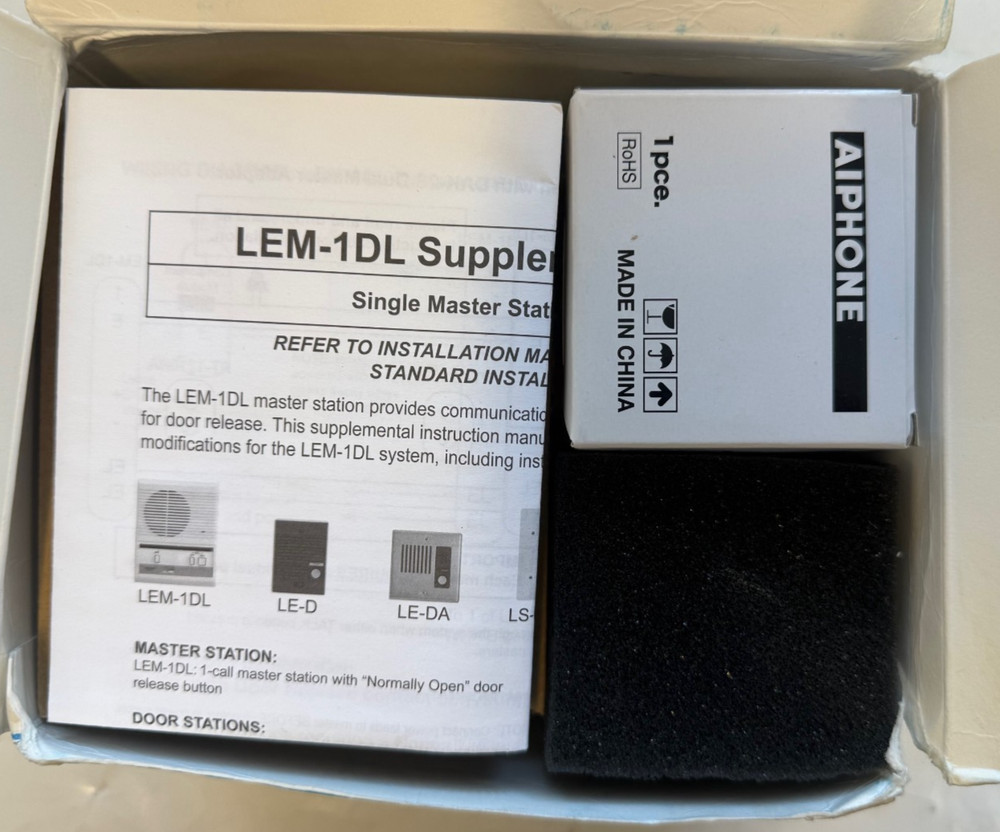 LEM-1DL Supple
Single Master Stat
REFER TO INSTALLATION MA
STANDARD INSTAL
The LEM-1DL master station provides communicatio
for door release. This supplemental instruction manu
modifications for the LEM-1DL system, including inst
LEM-1DL
LE-D
LE-DA
LS-
MASTER STATION:
LEM-1DL: 1-call master station with “Normally Open” door
release button
DOOR STATIONS:
AIPHONE
1pce.
RoHS
MADE IN CHINA